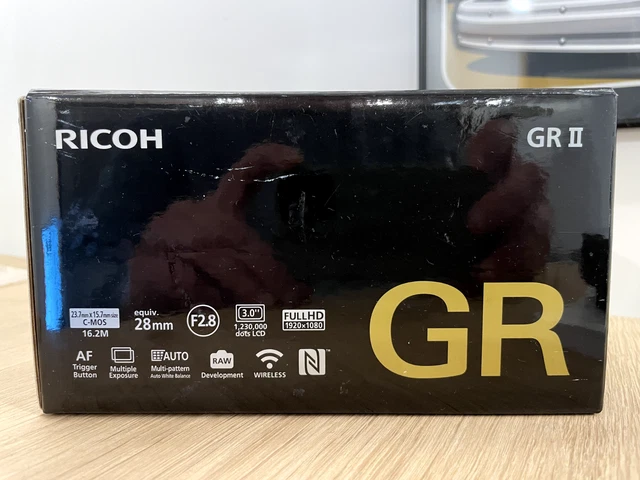 RICOH
GR II
GR
23.7mm x 15.7mm size
C-MOS
16.2M
equiv.
28mm
F2.8
3.0"
1,230,000
dots LCD
FULL HD
1920×1080
AF
Trigger
Button
Multiple
Exposure
AUTO
Multi-pattern
Auto White Balance
RAW
Development
WIRELESS
N